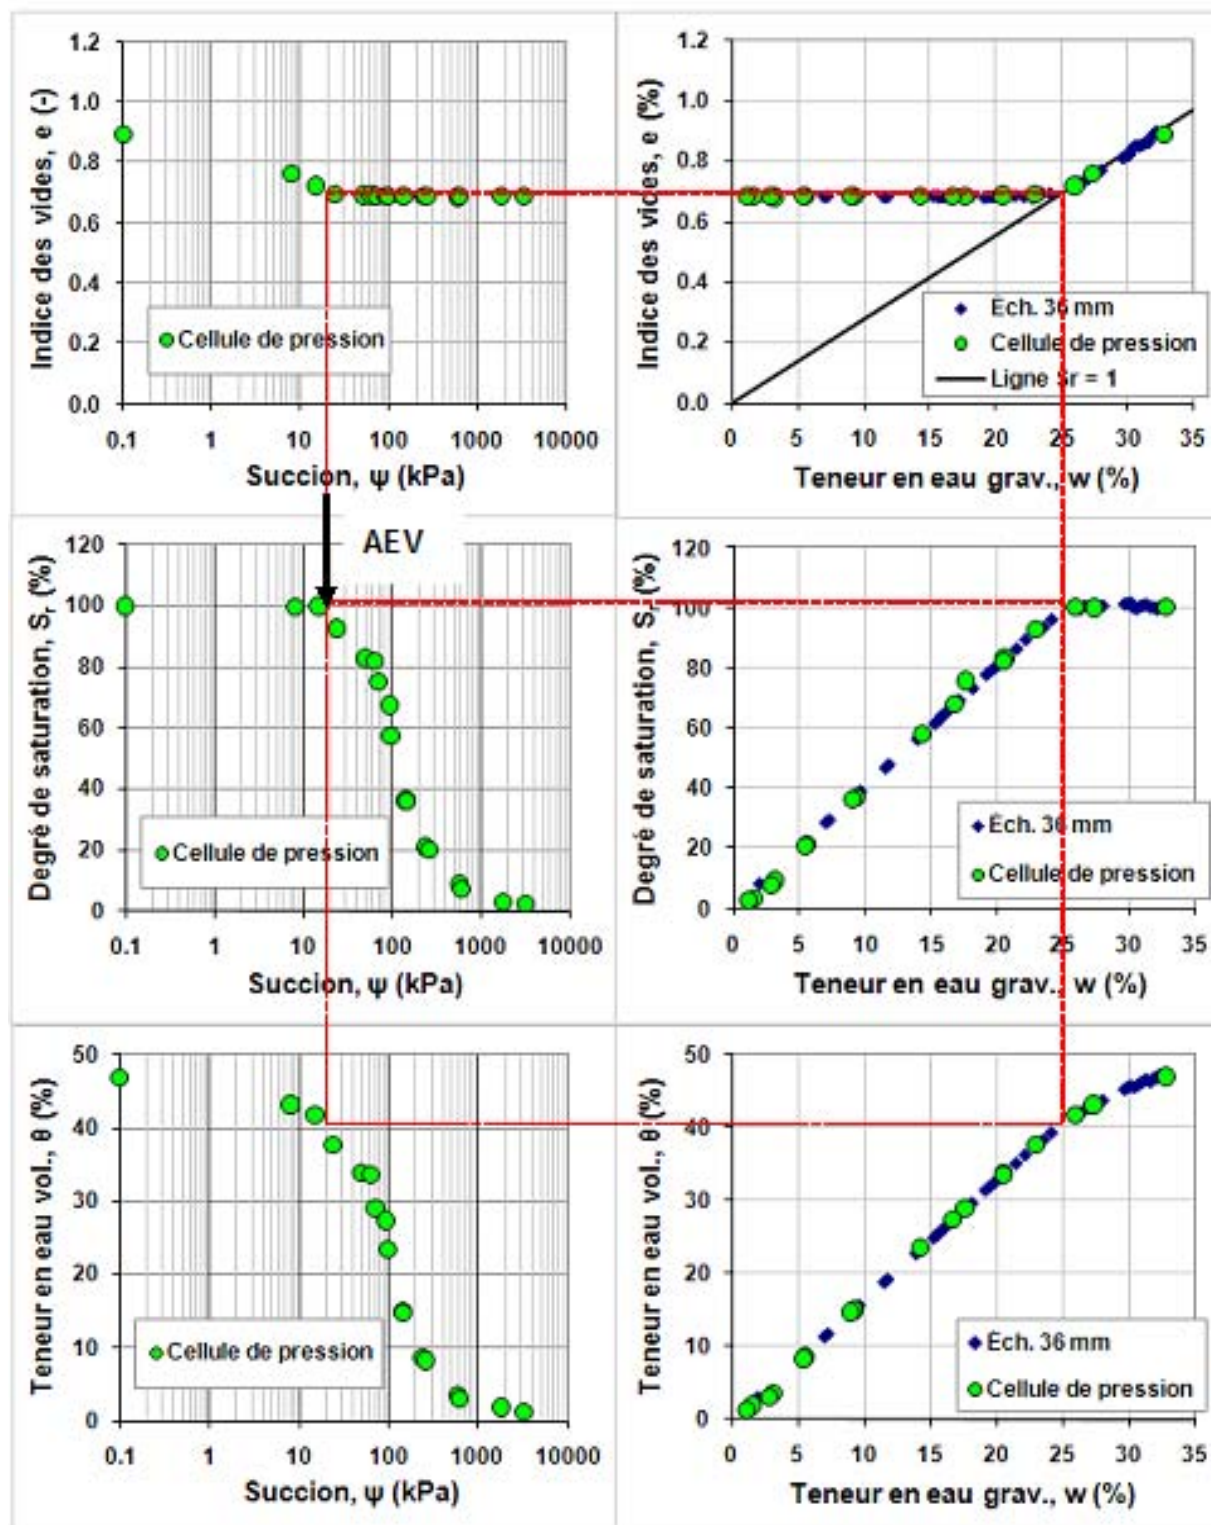 Indice des vides, e (-)
1.2
1.0
0.8
0.6
0.4
0.2
0.0
Cellule de pression
0.1 1 10 100 1000 10000
Succion, ψ (kPa)
Indice des vides, e (%)
1.2
1.0
0.8
0.6
0.4
0.2
0.0
Éch. 36 mm
Cellule de pression
Ligne Sr = 1
0 5 10 15 20 25 30 35
Teneur en eau grav., w (%)
Degré de saturation, Sr (%)
120
100
80
60
40
20
0
AEV
Cellule de pression
0.1 1 10 100 1000 10000
Succion, ψ (kPa)
Degré de saturation, Sr (%)
120
100
80
60
40
20
0
Éch. 36 mm
Cellule de pression
0 5 10 15 20 25 30 35
Teneur en eau grav., w (%)
Teneur en eau vol., θ (%)
50
40
30
20
10
0
Cellule de pression
0.1 1 10 100 1000 10000
Succion, ψ (kPa)
Teneur en eau vol., θ (%)
50
40
30
20
10
0
Éch. 36 mm
Cellule de pression
0 5 10 15 20 25 30 35
Teneur en eau grav., w (%)